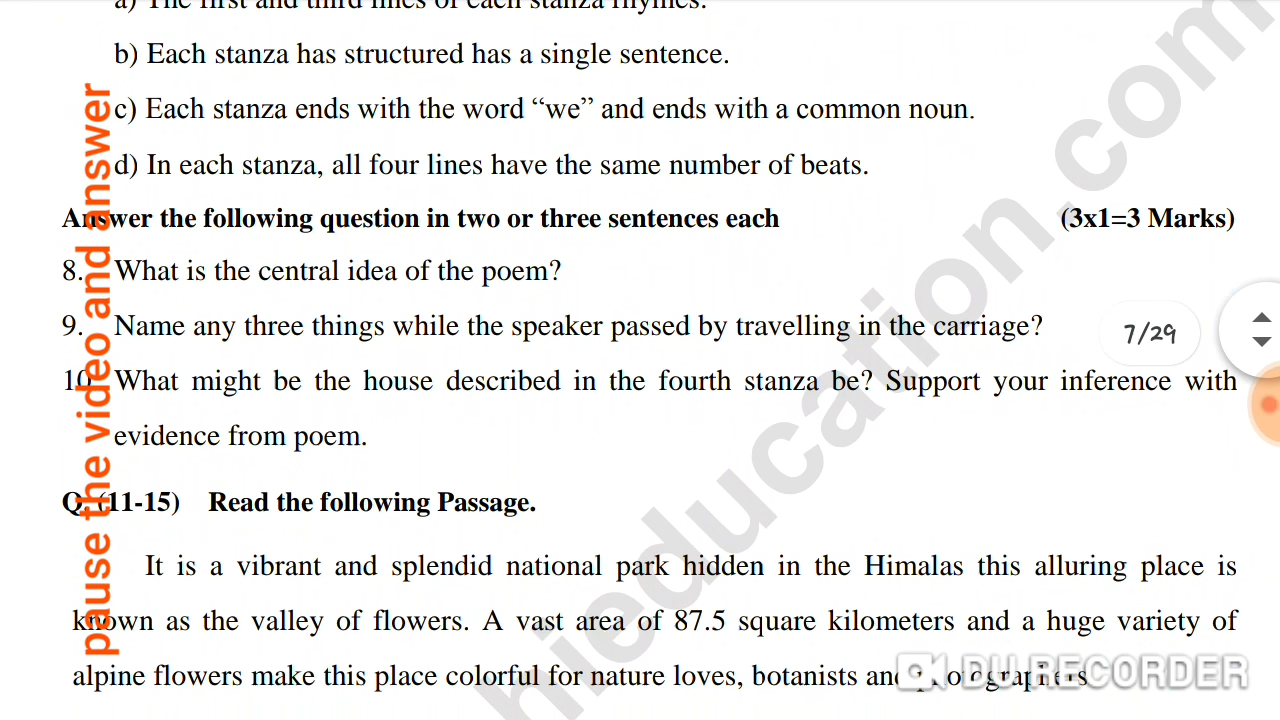 a) The first and third lines of each stanza rhymes.
b) Each stanza has structured has a single sentence.
c) Each stanza ends with the word “we” and ends with a common noun.
d) In each stanza, all four lines have the same number of beats.
Answer the following question in two or three sentences each (3x1=3 Marks)
8. What is the central idea of the poem?
9. Name any three things while the speaker passed by travelling in the carriage?
7/29
10. What might be the house described in the fourth stanza be? Support your inference with
evidence from poem.
Q. (11-15) Read the following Passage.
It is a vibrant and splendid national park hidden in the Himalas this alluring place is
known as the valley of flowers. A vast area of 87.5 square kilometers and a huge variety of
alpine flowers make this place colorful for nature loves, botanists and photographers
pause the video and answer
hieducation.com
DU RECORDER